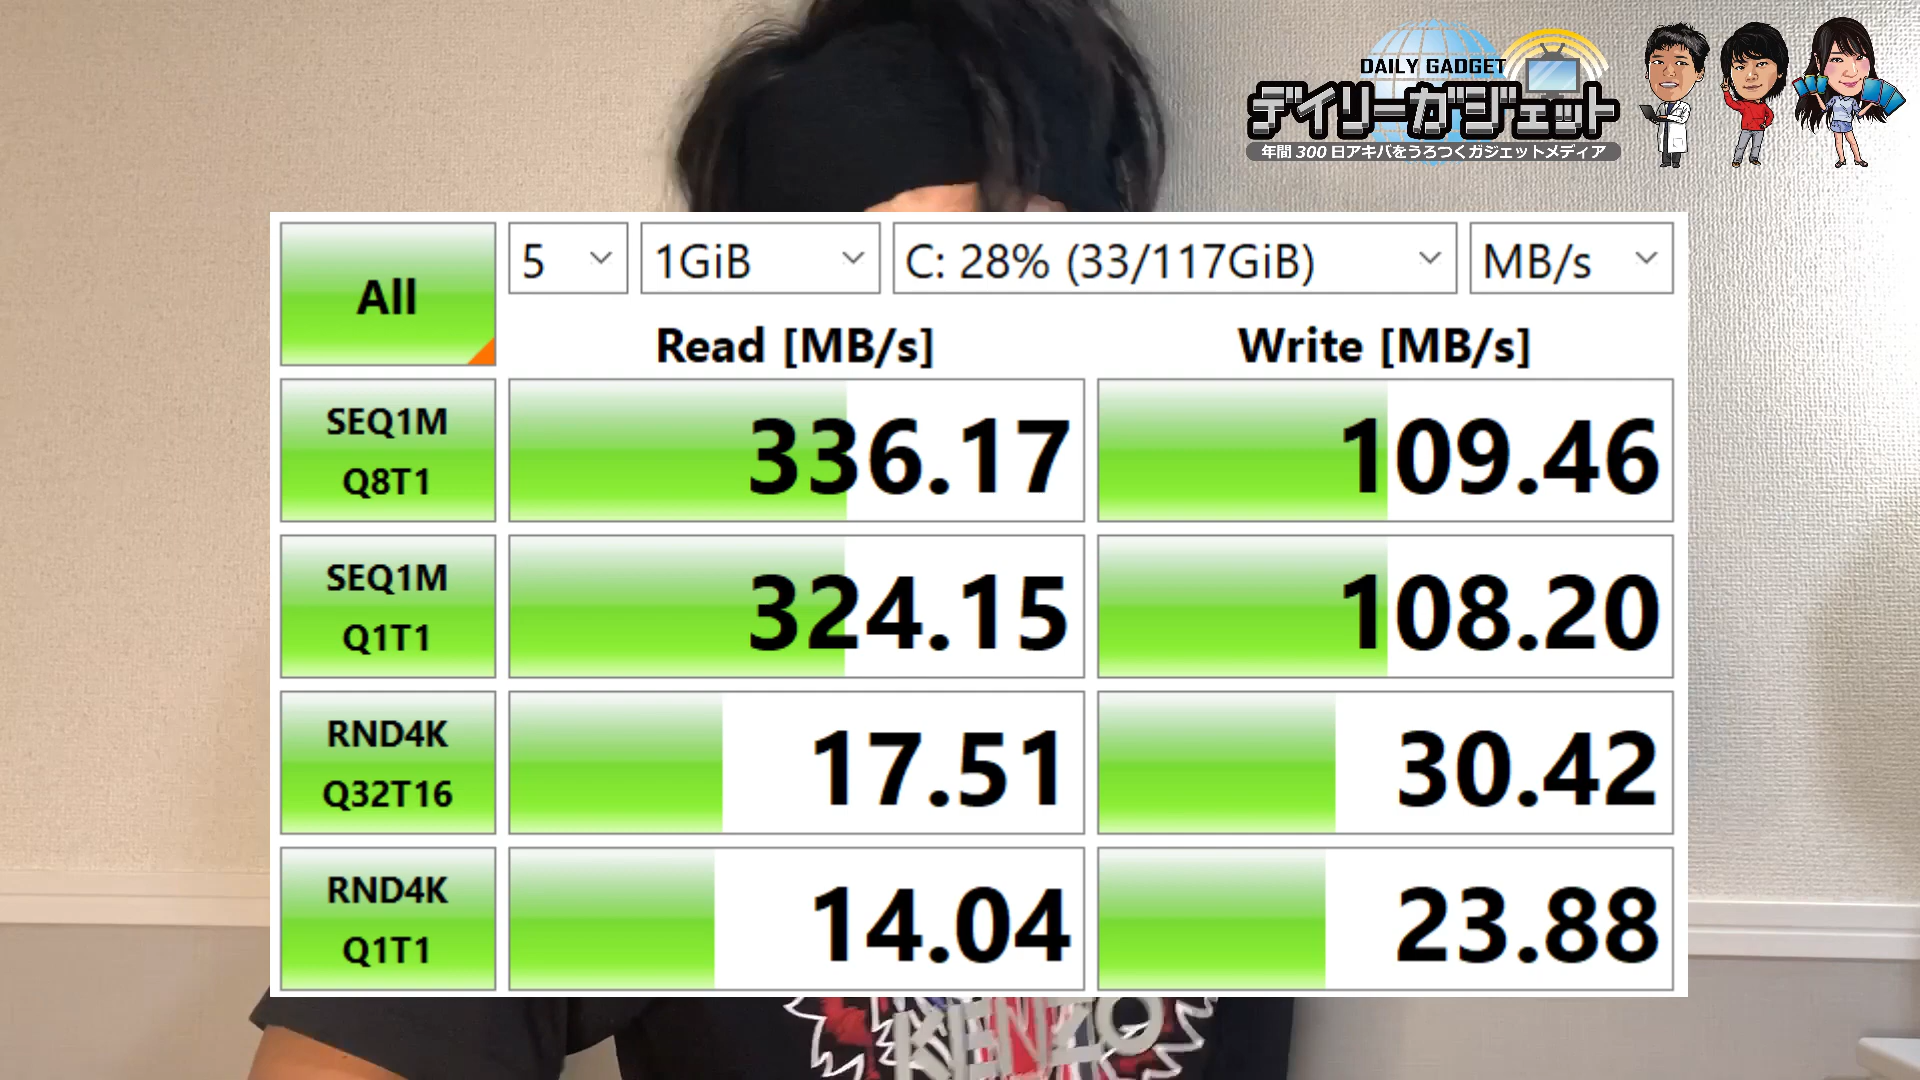 DAILY GADGET
デイリーガジェット
年間300日アキバをうろつくガジェットメディア
All
5
1GiB
C: 28% (33/117GiB)
MB/s
Read [MB/s]
Write [MB/s]
SEQ1M
Q8T1
336.17
109.46
SEQ1M
Q1T1
324.15
108.20
RND4K
Q32T16
17.51
30.42
RND4K
Q1T1
14.04
23.88
KENZO